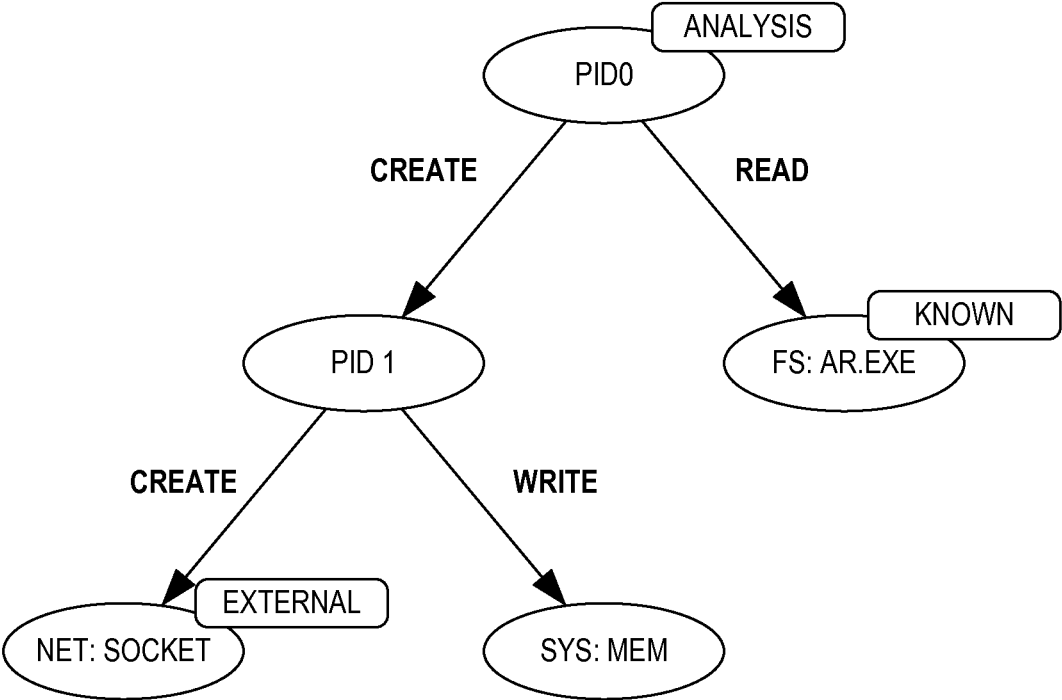 ANALYSIS
PID0
CREATE
READ
KNOWN
PID 1
FS: AR.EXE
CREATE
WRITE
EXTERNAL
NET: SOCKET
SYS: MEM